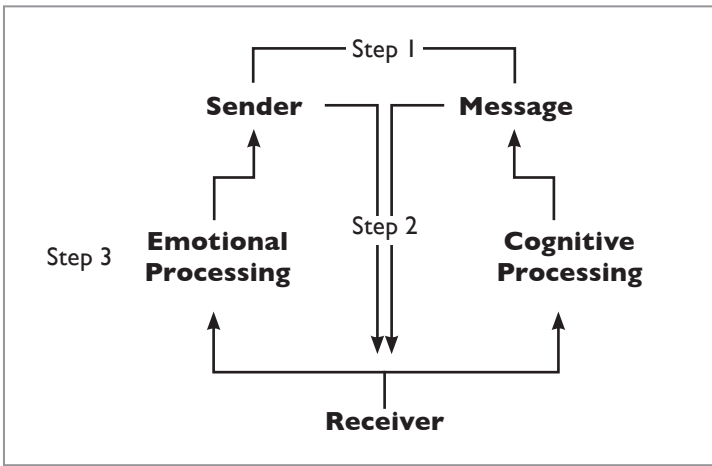 Step 1
Sender
Message
Step 2
Step 3
Emotional
Processing
Cognitive
Processing
Receiver